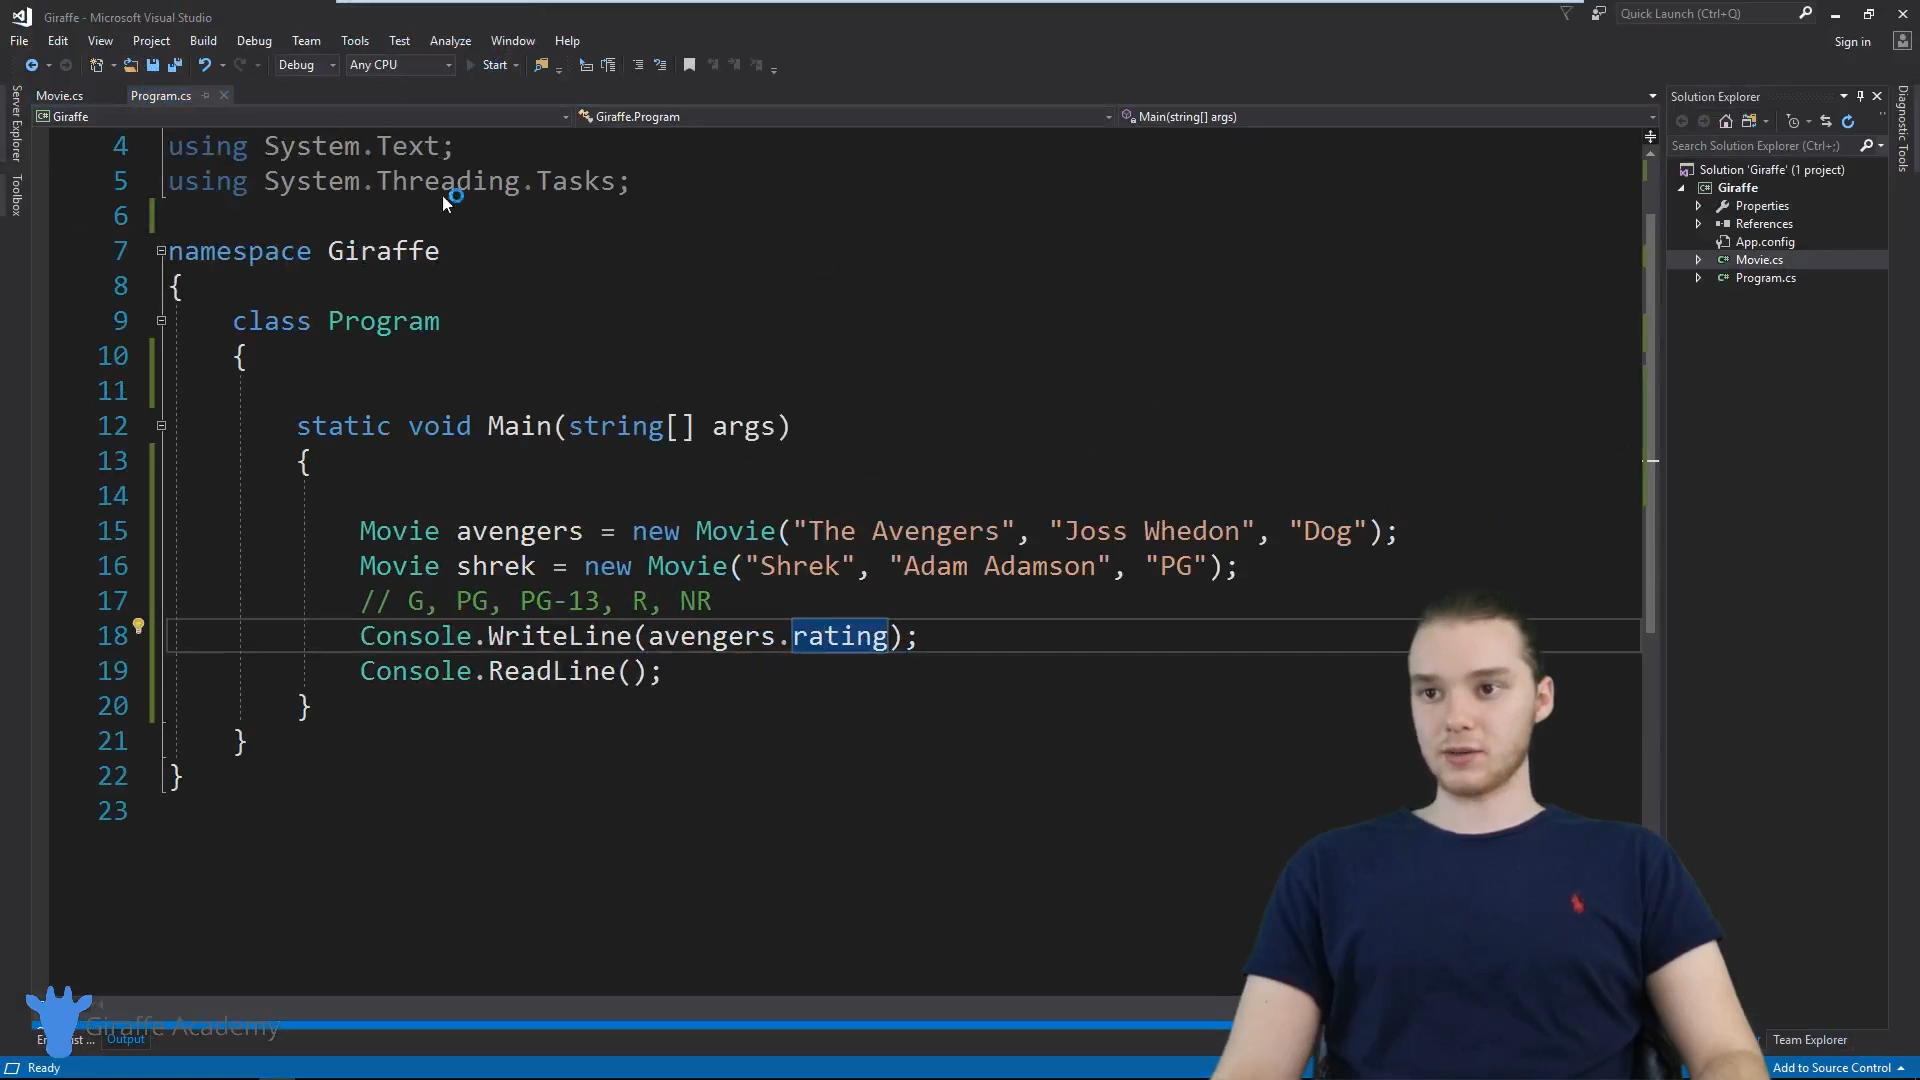 Giraffe - Microsoft Visual Studio
Quick Launch (Ctrl+Q)
File Edit View Project Build Debug Team Tools Test Analyze Window Help
Sign in
Debug Any CPU Start
Server Explorer
Toolbox
Movie.cs Program.cs
Giraffe Giraffe.Program Main(string[] args)
4 using System.Text;
5 using System.Threading.Tasks;
6
7 namespace Giraffe
8 {
9 class Program
10 {
11
12 static void Main(string[] args)
13 {
14
15 Movie avengers = new Movie("The Avengers", "Joss Whedon", "Dog");
16 Movie shrek = new Movie("Shrek", "Adam Adamson", "PG");
17 // G, PG, PG-13, R, NR
18 Console.WriteLine(avengers.rating);
19 Console.ReadLine();
20 }
21 }
22 }
23
Solution Explorer
Search Solution Explorer (Ctrl+;)
Solution 'Giraffe' (1 project)
Giraffe
Properties
References
App.config
Movie.cs
Program.cs
Diagnostic Tools
Giraffe Academy
Output
Team Explorer
Ready
Add to Source Control